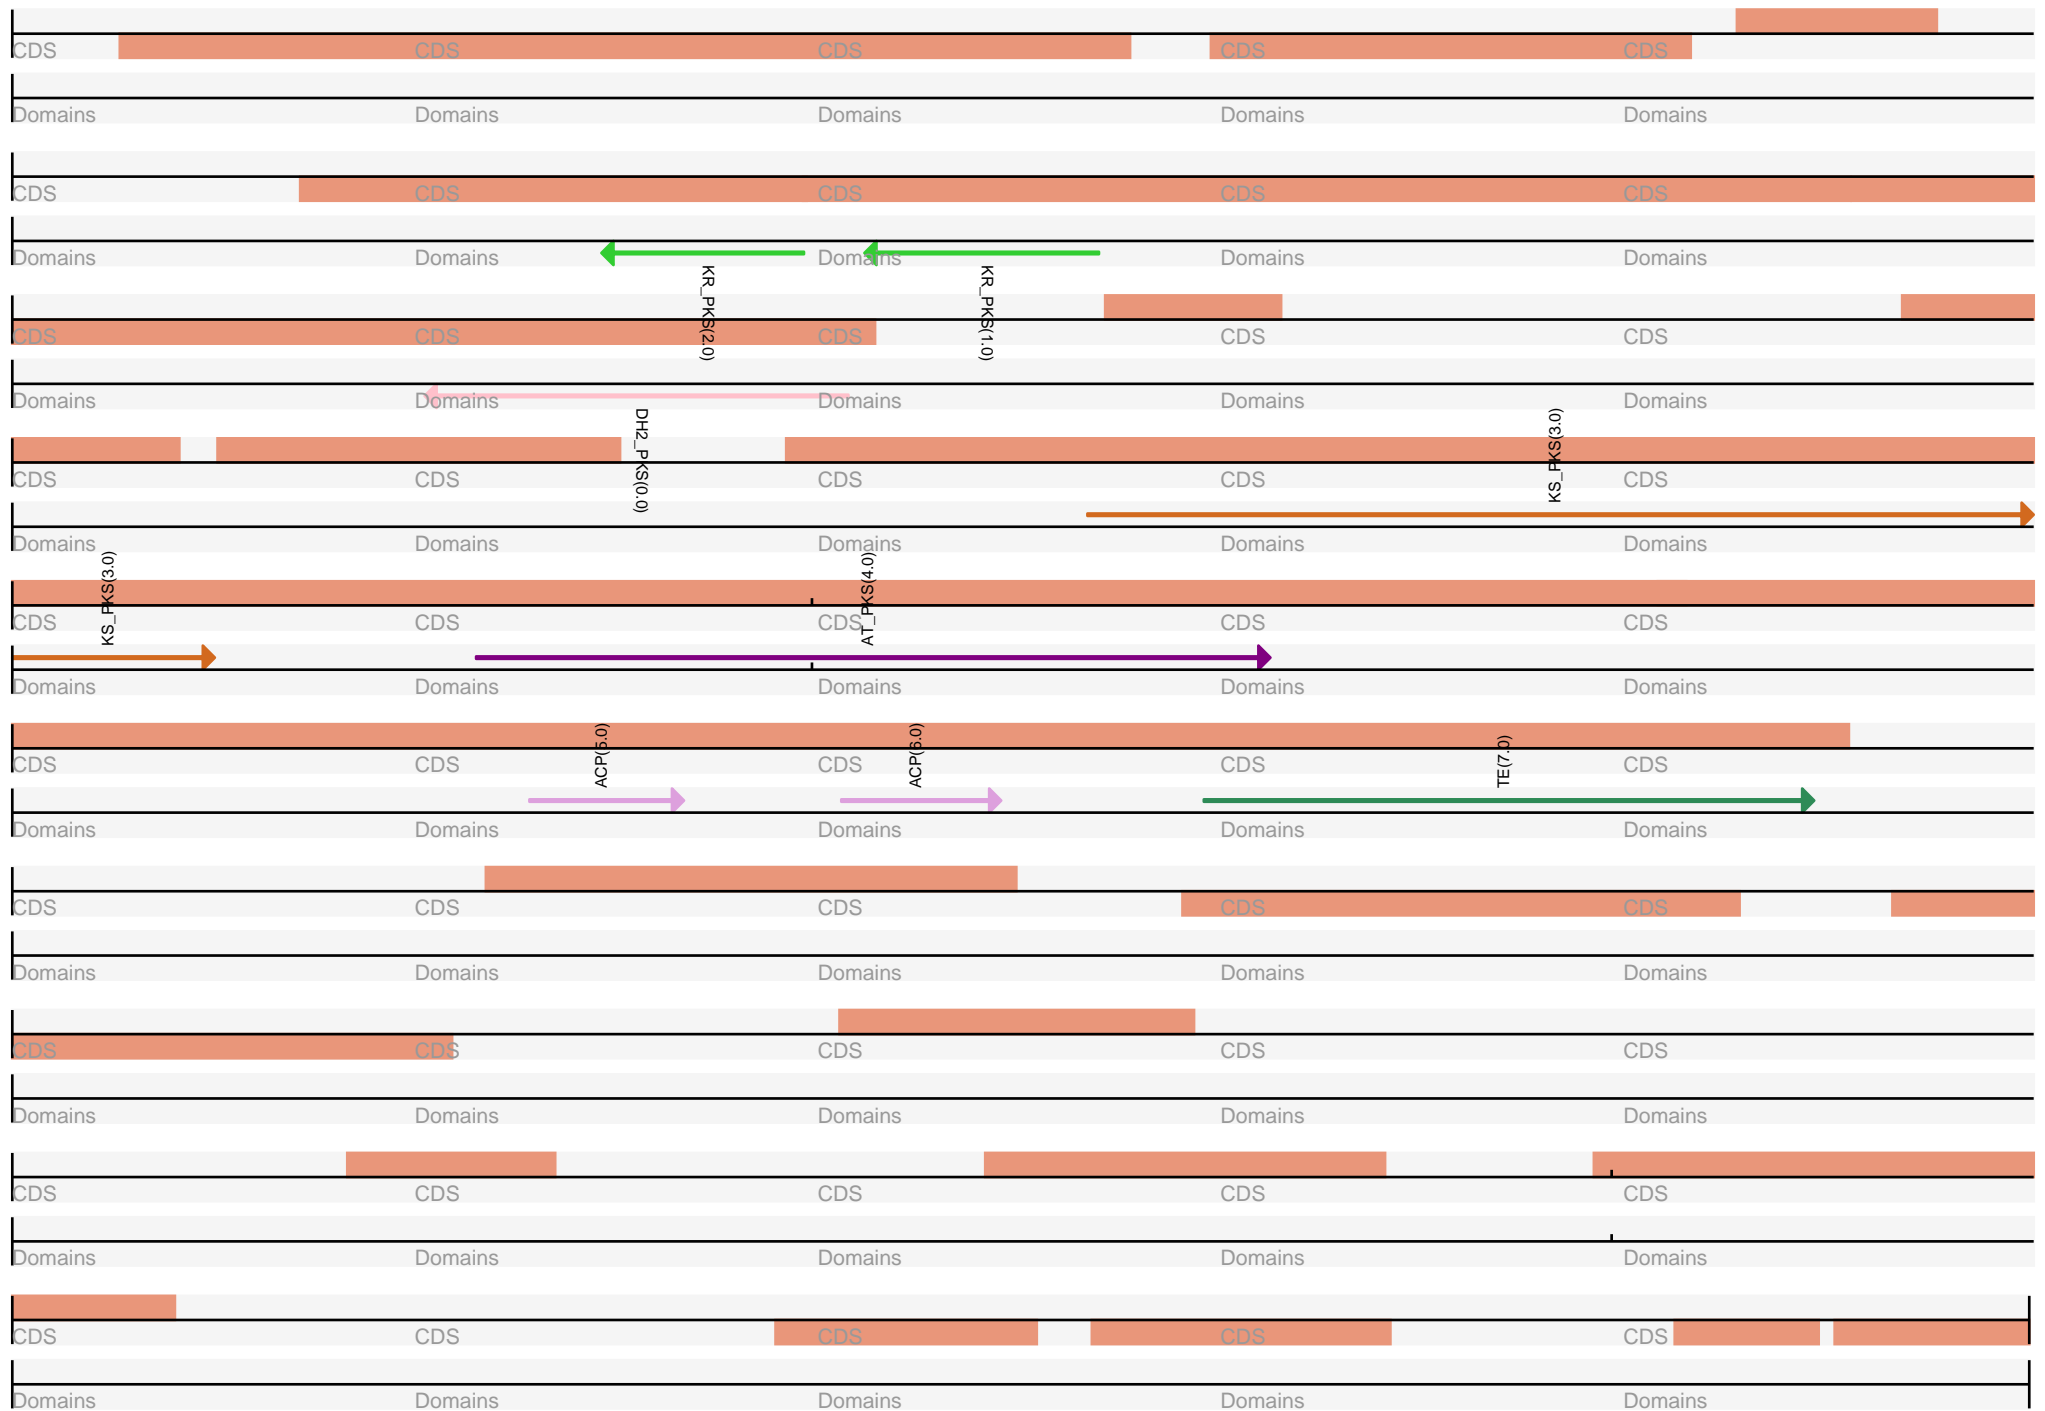 CDS CDS CDS CDS CDS
Domains Domains Domains Domains Domains
CDS CDS CDS CDS CDS
Domains Domains Domains Domains Domains
KR_PKS(2.0) KR_PKS(1.0)
CDS CDS CDS CDS CDS
Domains Domains Domains Domains Domains
DH2_PKS(0.0) KS_PKS(3.0)
CDS CDS CDS CDS CDS
Domains Domains Domains Domains Domains
KS_PKS(3.0) AT_PKS(4.0)
CDS CDS CDS CDS CDS
Domains Domains Domains Domains Domains
ACP(5.0) ACP(6.0) TE(7.0)
CDS CDS CDS CDS CDS
Domains Domains Domains Domains Domains
CDS CDS CDS CDS CDS
Domains Domains Domains Domains Domains
CDS CDS CDS CDS CDS
Domains Domains Domains Domains Domains
CDS CDS CDS CDS CDS
Domains Domains Domains Domains Domains
CDS CDS CDS CDS CDS
Domains Domains Domains Domains Domains